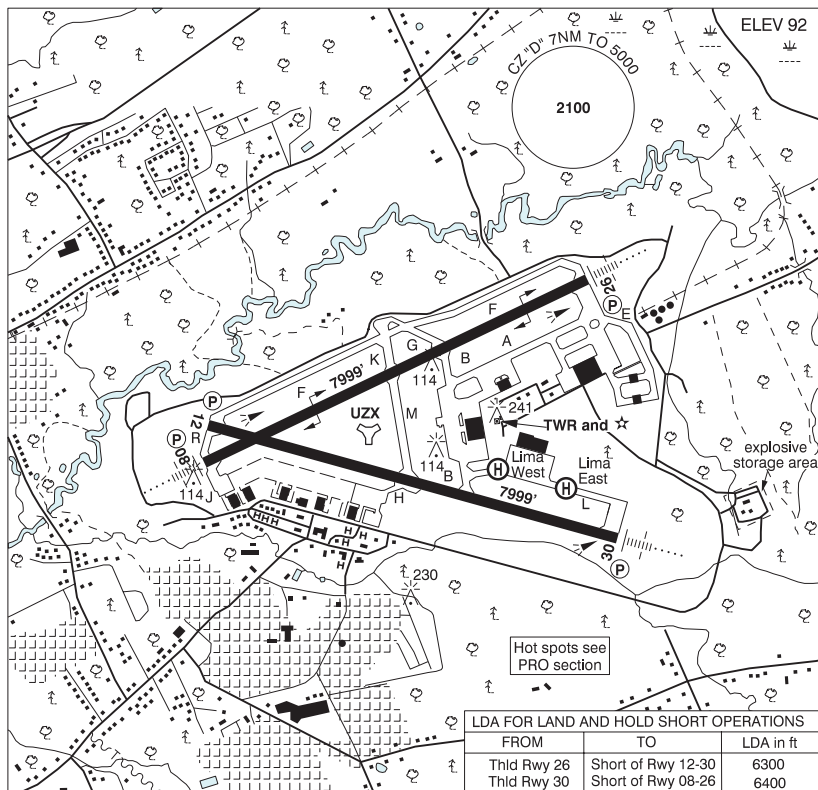 ELEV 92
CZ "D" 7NM TO 5000
2100
26
P
E
F
A
G
B
K
114
7999'
F
UZX
M
241
TWR and
P
12
R
P
08
114
J
114
B
H
Lima
West
H
Lima
East
H
7999'
L
explosive
storage area
30
P
H H H
H
H
H
230
Hot spots see
PRO section
LDA FOR LAND AND HOLD SHORT OPERATIONS
FROM TO LDA in ft
Thld Rwy 26 Short of Rwy 12-30 6300
Thld Rwy 30 Short of Rwy 08-26 6400